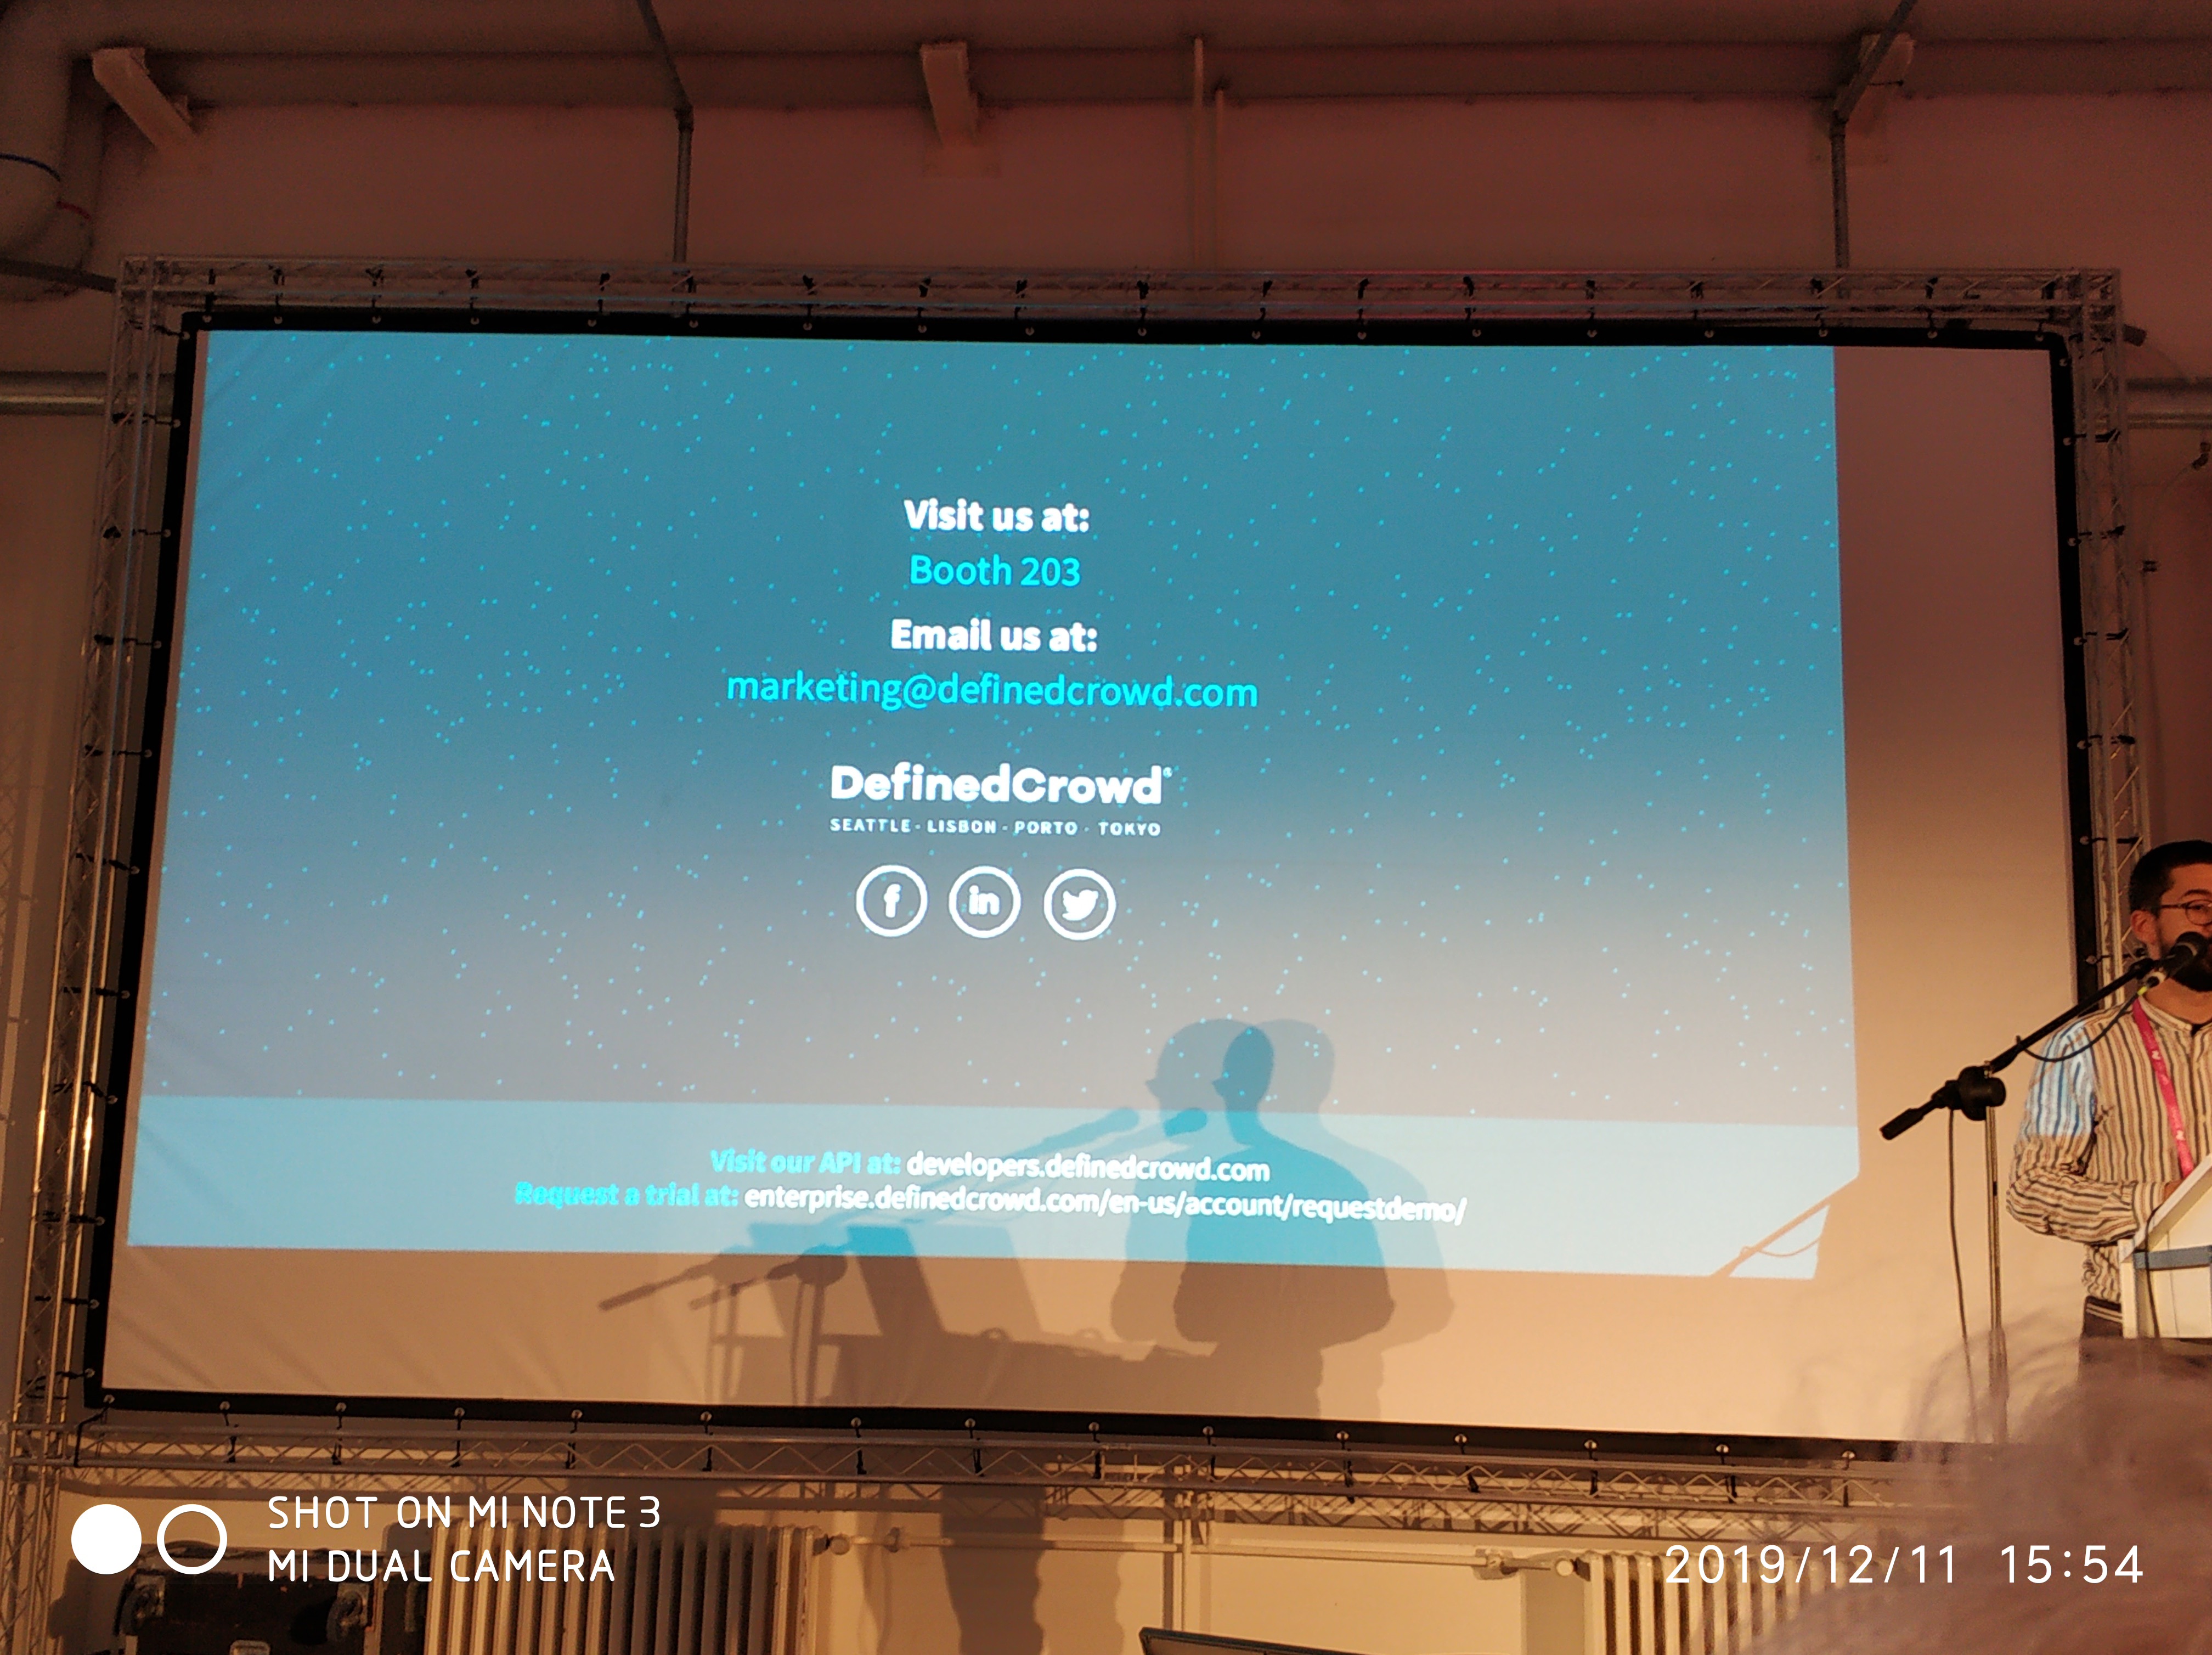 Visit us at:
Booth 203
Email us at:
marketing@definedcrowd.com
DefinedCrowd®
SEATTLE - LISBON - PORTO - TOKYO
f in
Visit our API at: developers.definedcrowd.com
Request a trial at: enterprise.definedcrowd.com/en-us/account/requestdemo/
SHOT ON MI NOTE 3
MI DUAL CAMERA
2019/12/11 15:54